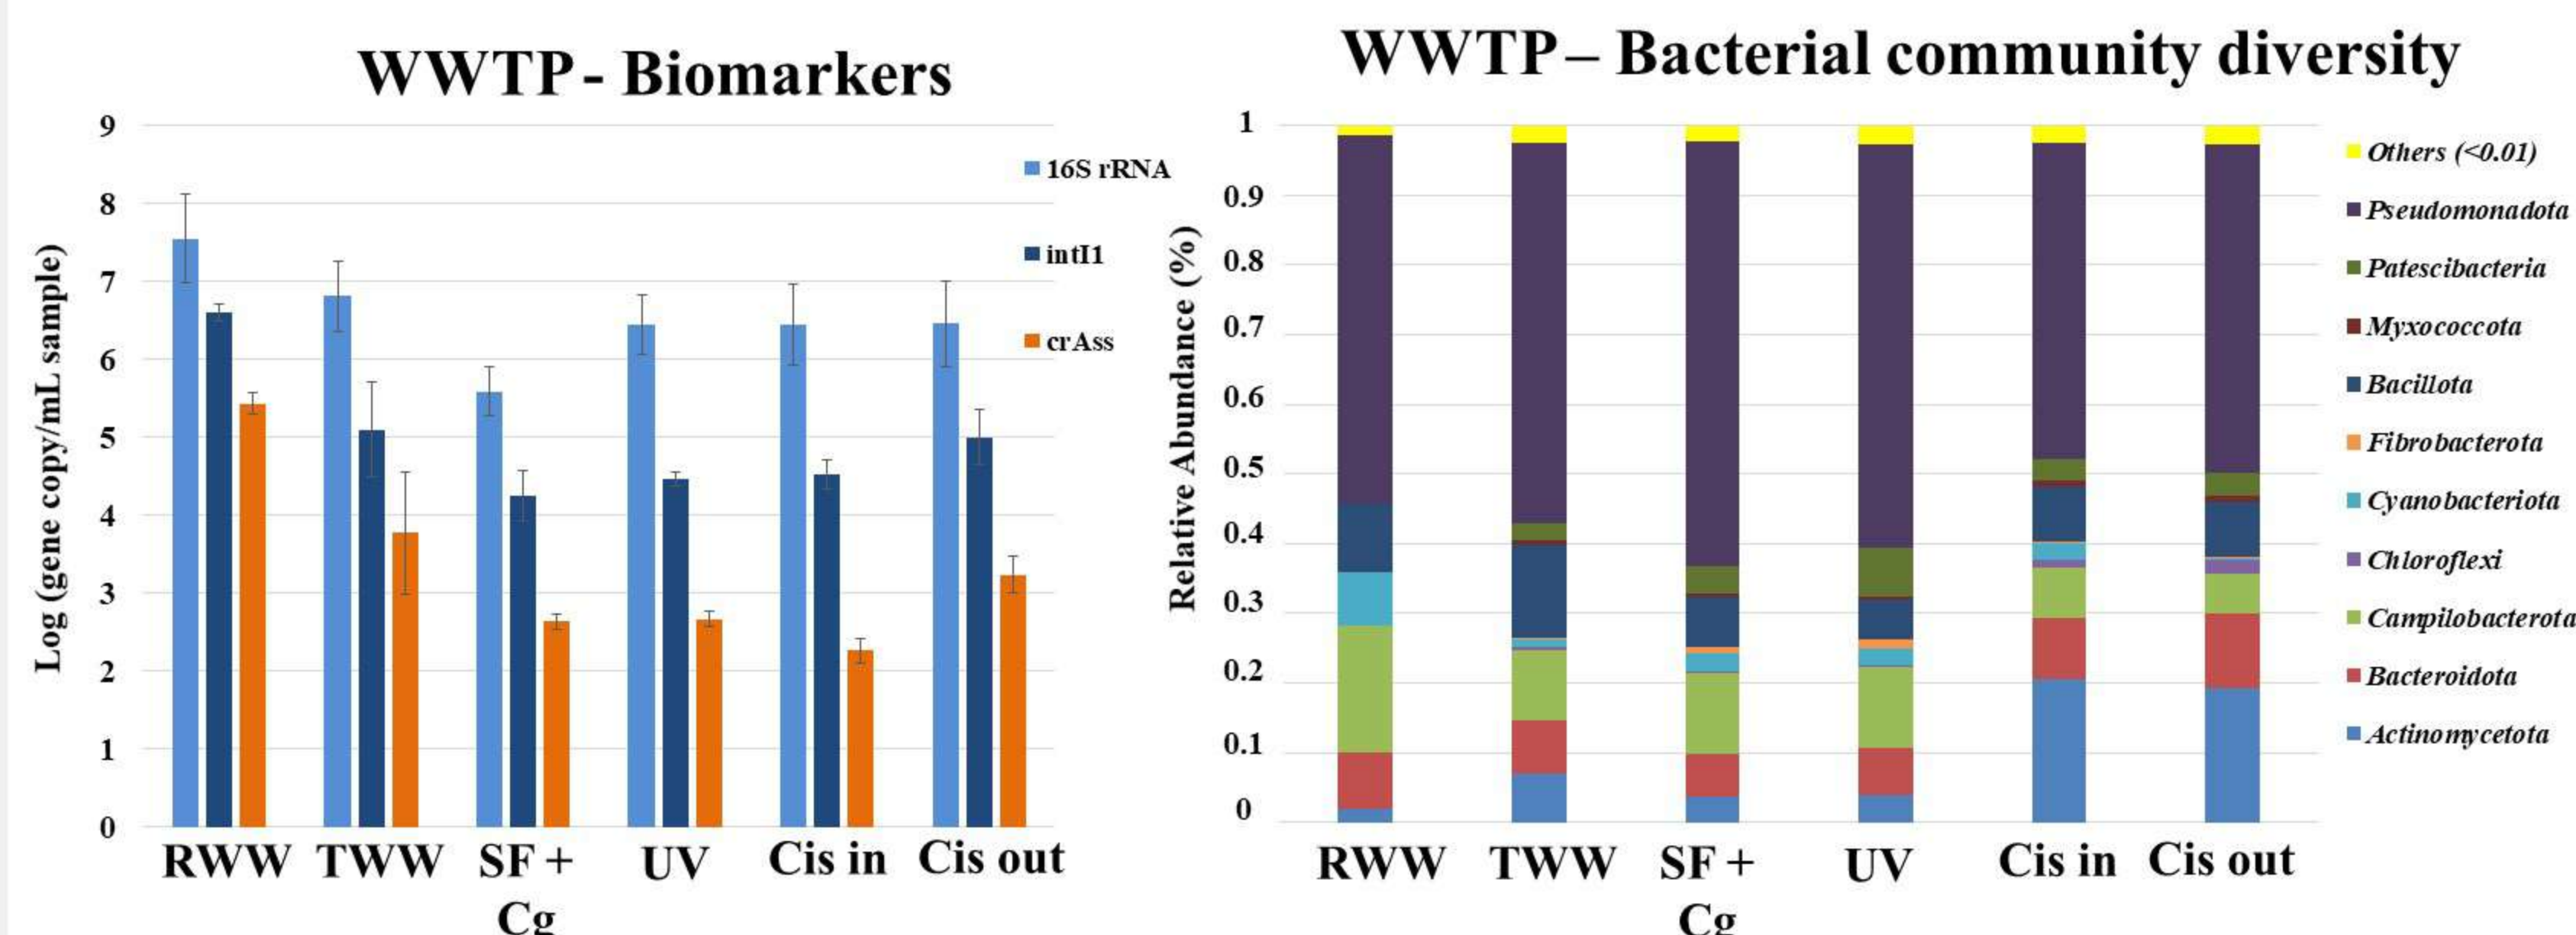 WWTP - Biomarkers
9
8
7
6
5
4
3
2
1
0
Log (gene copy/mL sample)
16S rRNA
intI1
crAss
RWW TWW SF + Cg UV Cis in Cis out
WWTP – Bacterial community diversity
1
0.9
0.8
0.7
0.6
0.5
0.4
0.3
0.2
0.1
0
Relative Abundance (%)
Others (<0.01)
Pseudomonadota
Patescibacteria
Myxococcota
Bacillota
Fibrobacterota
Cyanobacteriota
Chloroflexi
Campilobacterota
Bacteroidota
Actinomycetota
RWW TWW SF + Cg UV Cis in Cis out